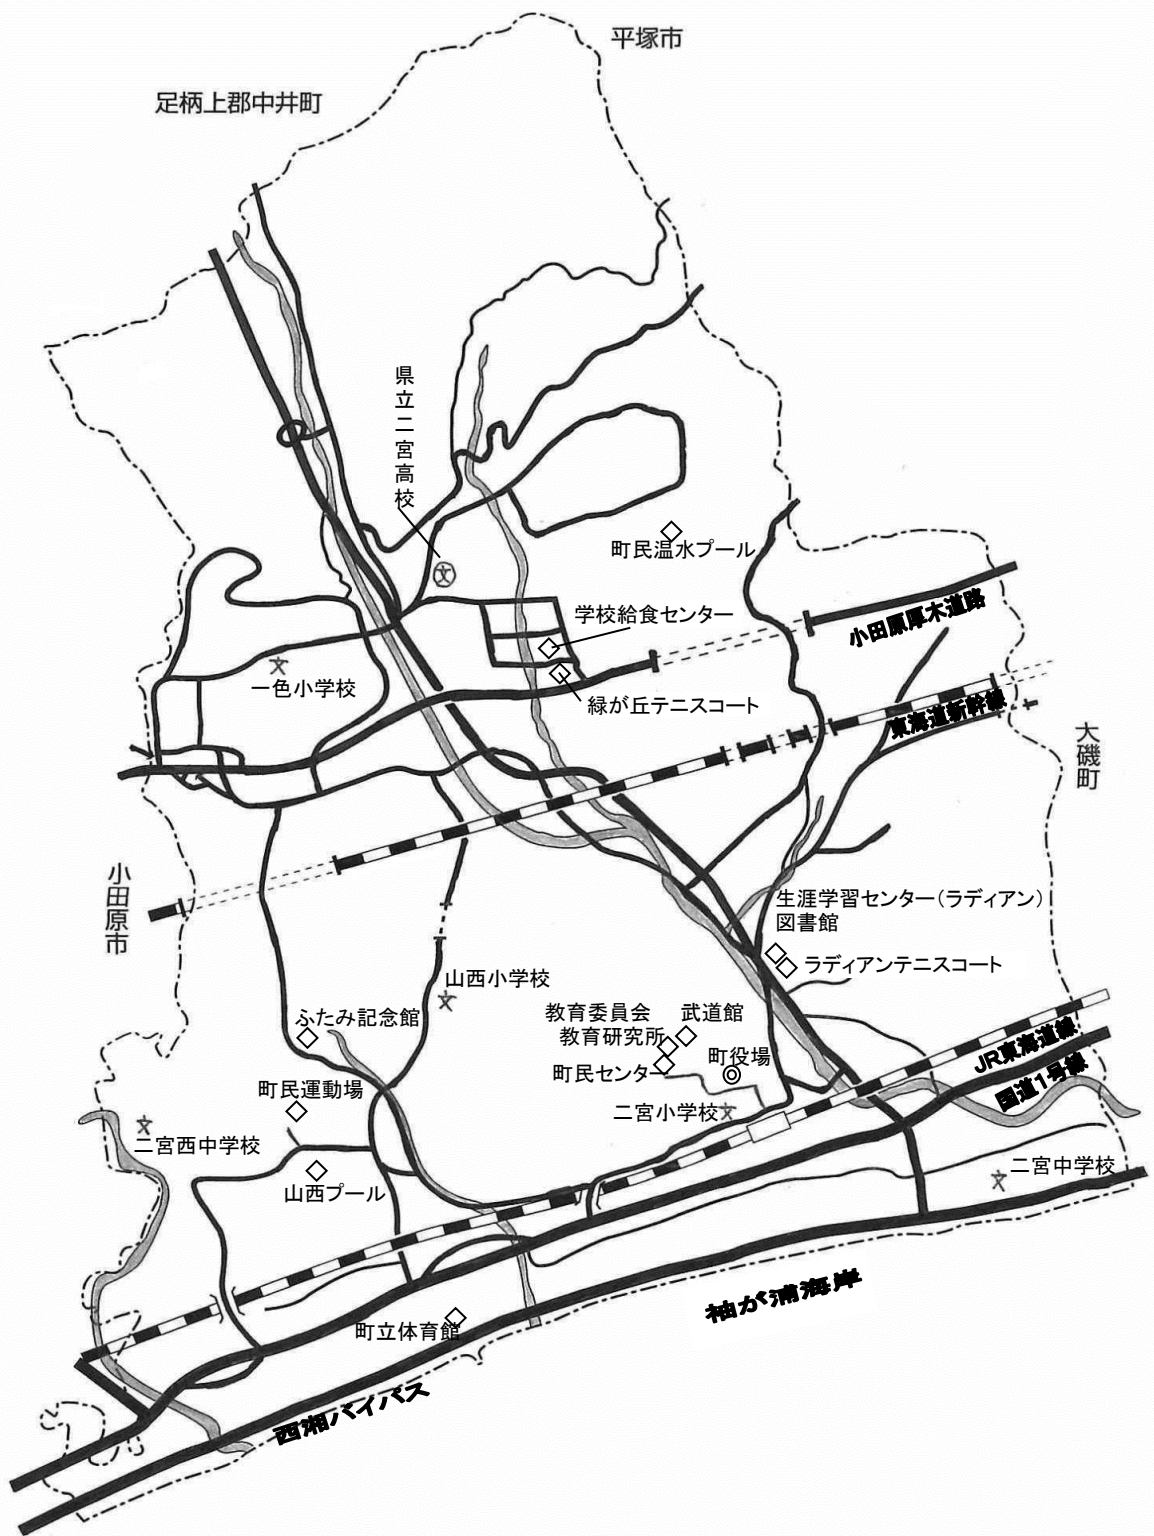 平塚市
足柄上郡中井町
県立二宮高校
文
町民温水プール
小田原厚木道路
学校給食センター
文
一色小学校
緑が丘テニスコート
東海道新幹線
大磯町
小田原市
生涯学習センター（ラディアン）
図書館
ラディアンテニスコート
山西小学校
文
ふたみ記念館
教育委員会
武道館
教育研究所
町役場
町民センター
JR東海道線
国道1号線
町民運動場
二宮小学校
文
文
二宮西中学校
二宮中学校
文
山西プール
袖が浦海岸
町立体育館
西湘バイパス